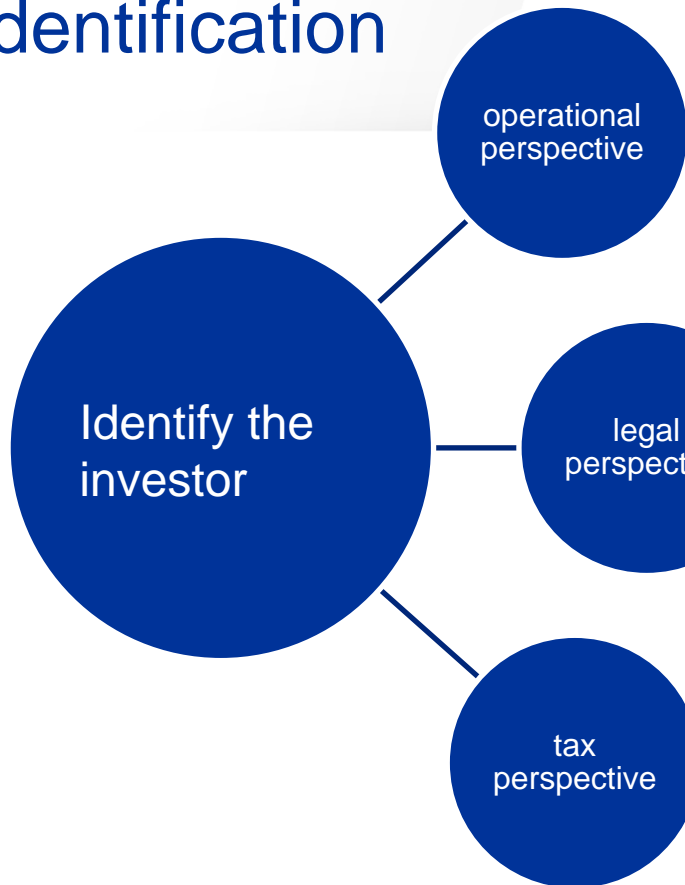 dentification
operational
perspective
Identify the
investor
legal
perspect
tax
perspective